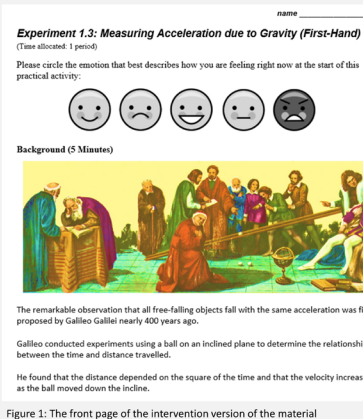 name
Experiment 1.3: Measuring Acceleration due to Gravity (First-Hand)
(Time allocated: 1 period)
Please circle the emotion that best describes how you are feeling right now at the start of this
practical activity:
Background (5 Minutes)
The remarkable observation that all free-falling objects fall with the same acceleration was
proposed by Galileo Galilei nearly 400 years ago.
Galileo conducted experiments using a ball on an inclined plane to determine the
between the time and distance travelled.
He found that the distance depended on the square of the time and that the velocity
as the ball moved down the incline.
Figure 1: The front page of the intervention version of the material